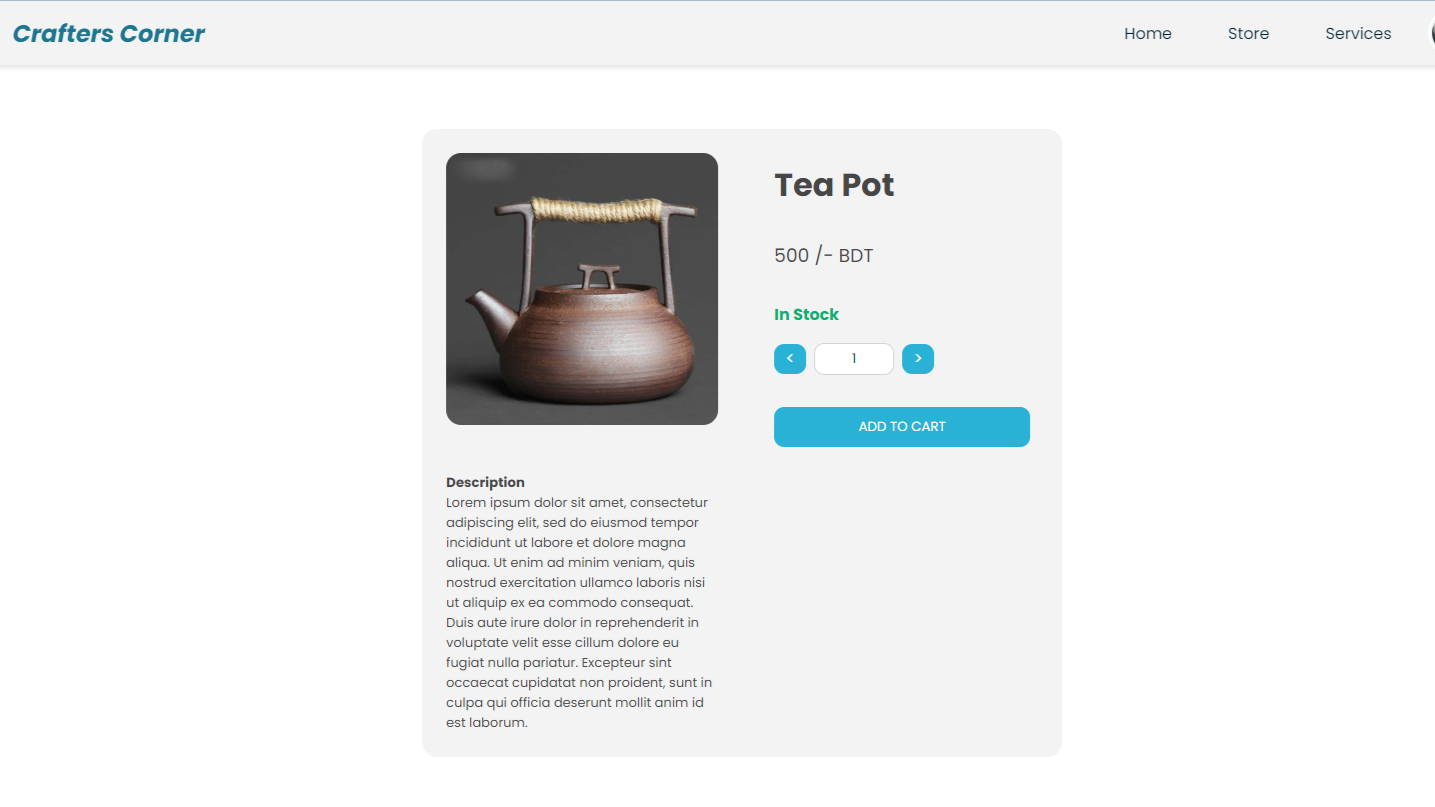 Crafters Corner
Home
Store
Services
Tea Pot
500 /- BDT
In Stock
<
1
>
ADD TO CART
Description
Lorem ipsum dolor sit amet, consectetur
adipiscing elit, sed do eiusmod tempor
incididunt ut labore et dolore magna
aliqua. Ut enim ad minim veniam, quis
nostrud exercitation ullamco laboris nisi
ut aliquip ex ea commodo consequat.
Duis aute irure dolor in reprehenderit in
voluptate velit esse cillum dolore eu
fugiat nulla pariatur. Excepteur sint
occaecat cupidatat non proident, sunt in
culpa qui officia deserunt mollit anim id
est laborum.